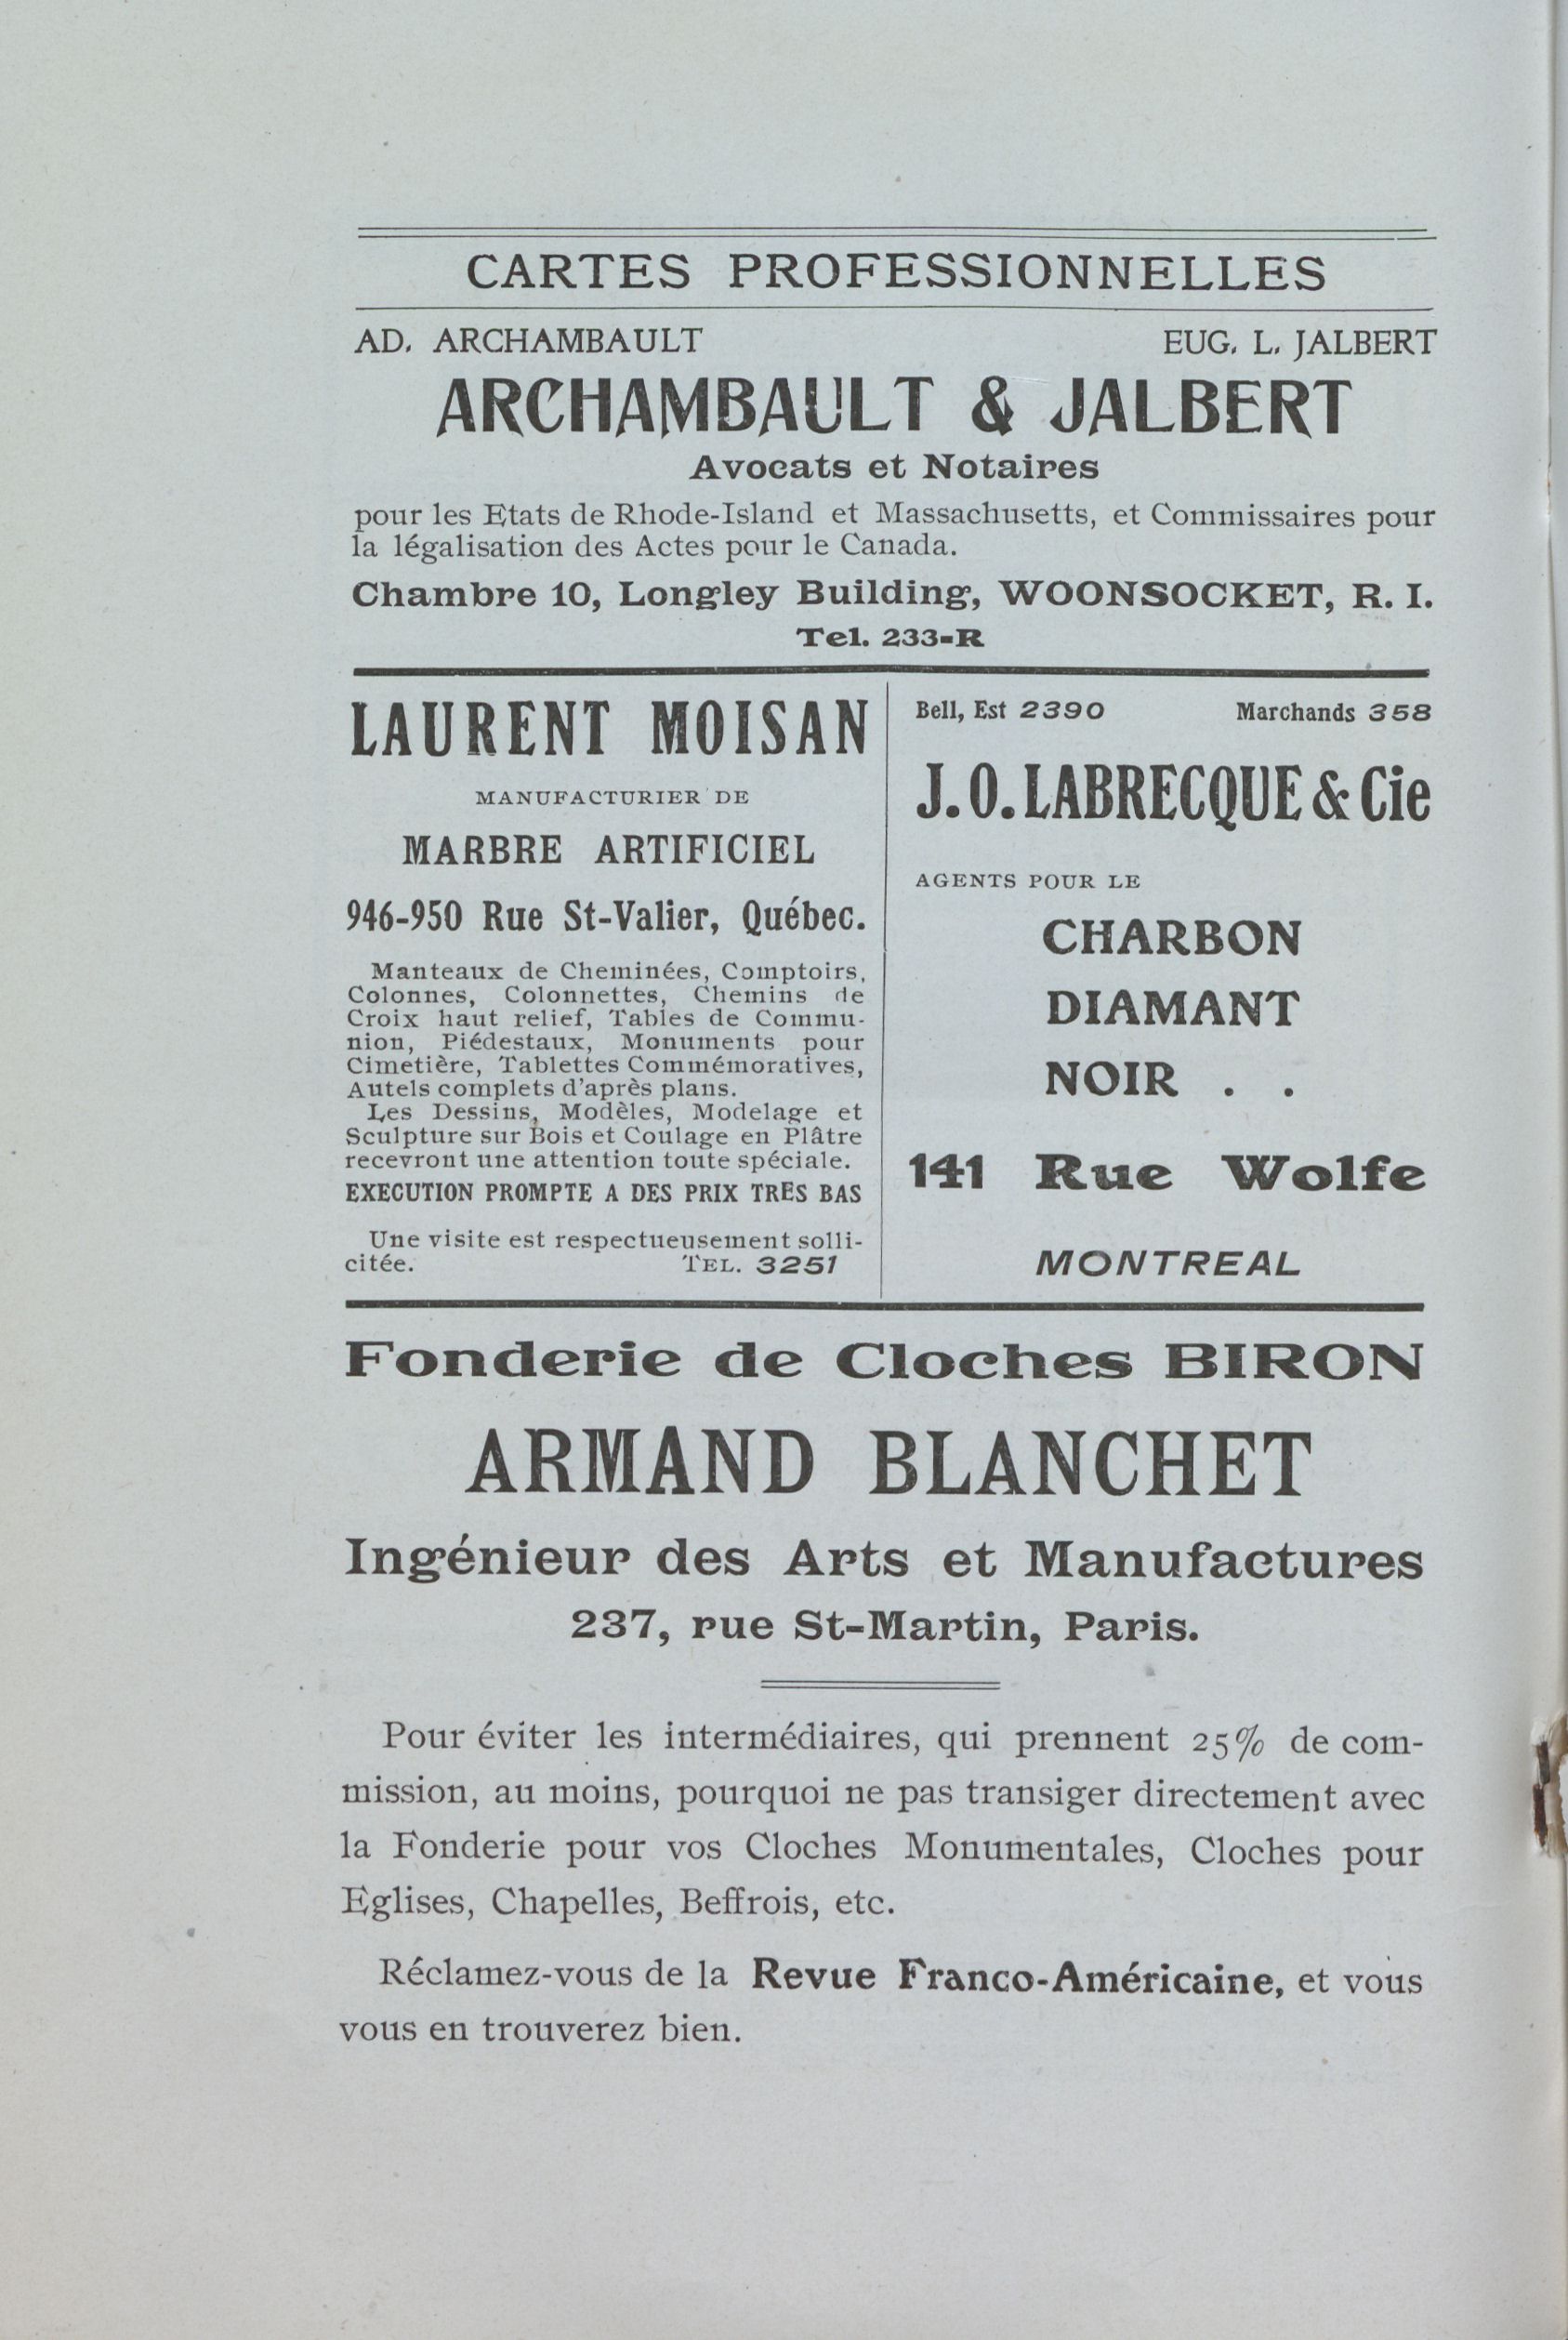 CARTES PROFESSIONNELLES
AD. ARCHAMBAULT EUG. L. JALBERT
ARCHAMBAULT & JALBERT
Avocats et Notaires
pour les Etats de Rhode-Island et Massachusetts, et Commissaires pour
la légalisation des Actes pour le Canada.
Chambre 10, Longley Building, WOONSOCKET, R. I.
Tel. 233-R
LAURENT MOISAN
MANUFACTURIER DE
MARBRE ARTIFICIEL
946-950 Rue St-Valier, Québec.
Manteaux de Cheminées, Comptoirs,
Colonnes, Colonnettes, Chemins de
Croix haut relief, Tables de Commu-
nion, Piédestaux, Monuments pour
Cimetière, Tablettes Commémoratives,
Autels complets d'après plans.
Les Dessins, Modèles, Modelage et
Sculpture sur Bois et Coulage en Plâtre
recevront une attention toute spéciale.
EXECUTION PROMPTE A DES PRIX TRES BAS
Une visite est respectueusement solli-
citée. TEL. 3251
Bell, Est 2390 Marchands 358
J. O. LABRECQUE & Cie
AGENTS POUR LE
CHARBON
DIAMANT
NOIR . .
141 Rue Wolfe
MONTREAL
Fonderie de Cloches BIRON
ARMAND BLANCHET
Ingénieur des Arts et Manufactures
237, rue St-Martin, Paris.
Pour éviter les intermédiaires, qui prennent 25% de com-
mission, au moins, pourquoi ne pas transiger directement avec
la Fonderie pour vos Cloches Monumentales, Cloches pour
Eglises, Chapelles, Beffrois, etc.
Réclamez-vous de la Revue Franco-Américaine, et vous
vous en trouverez bien.